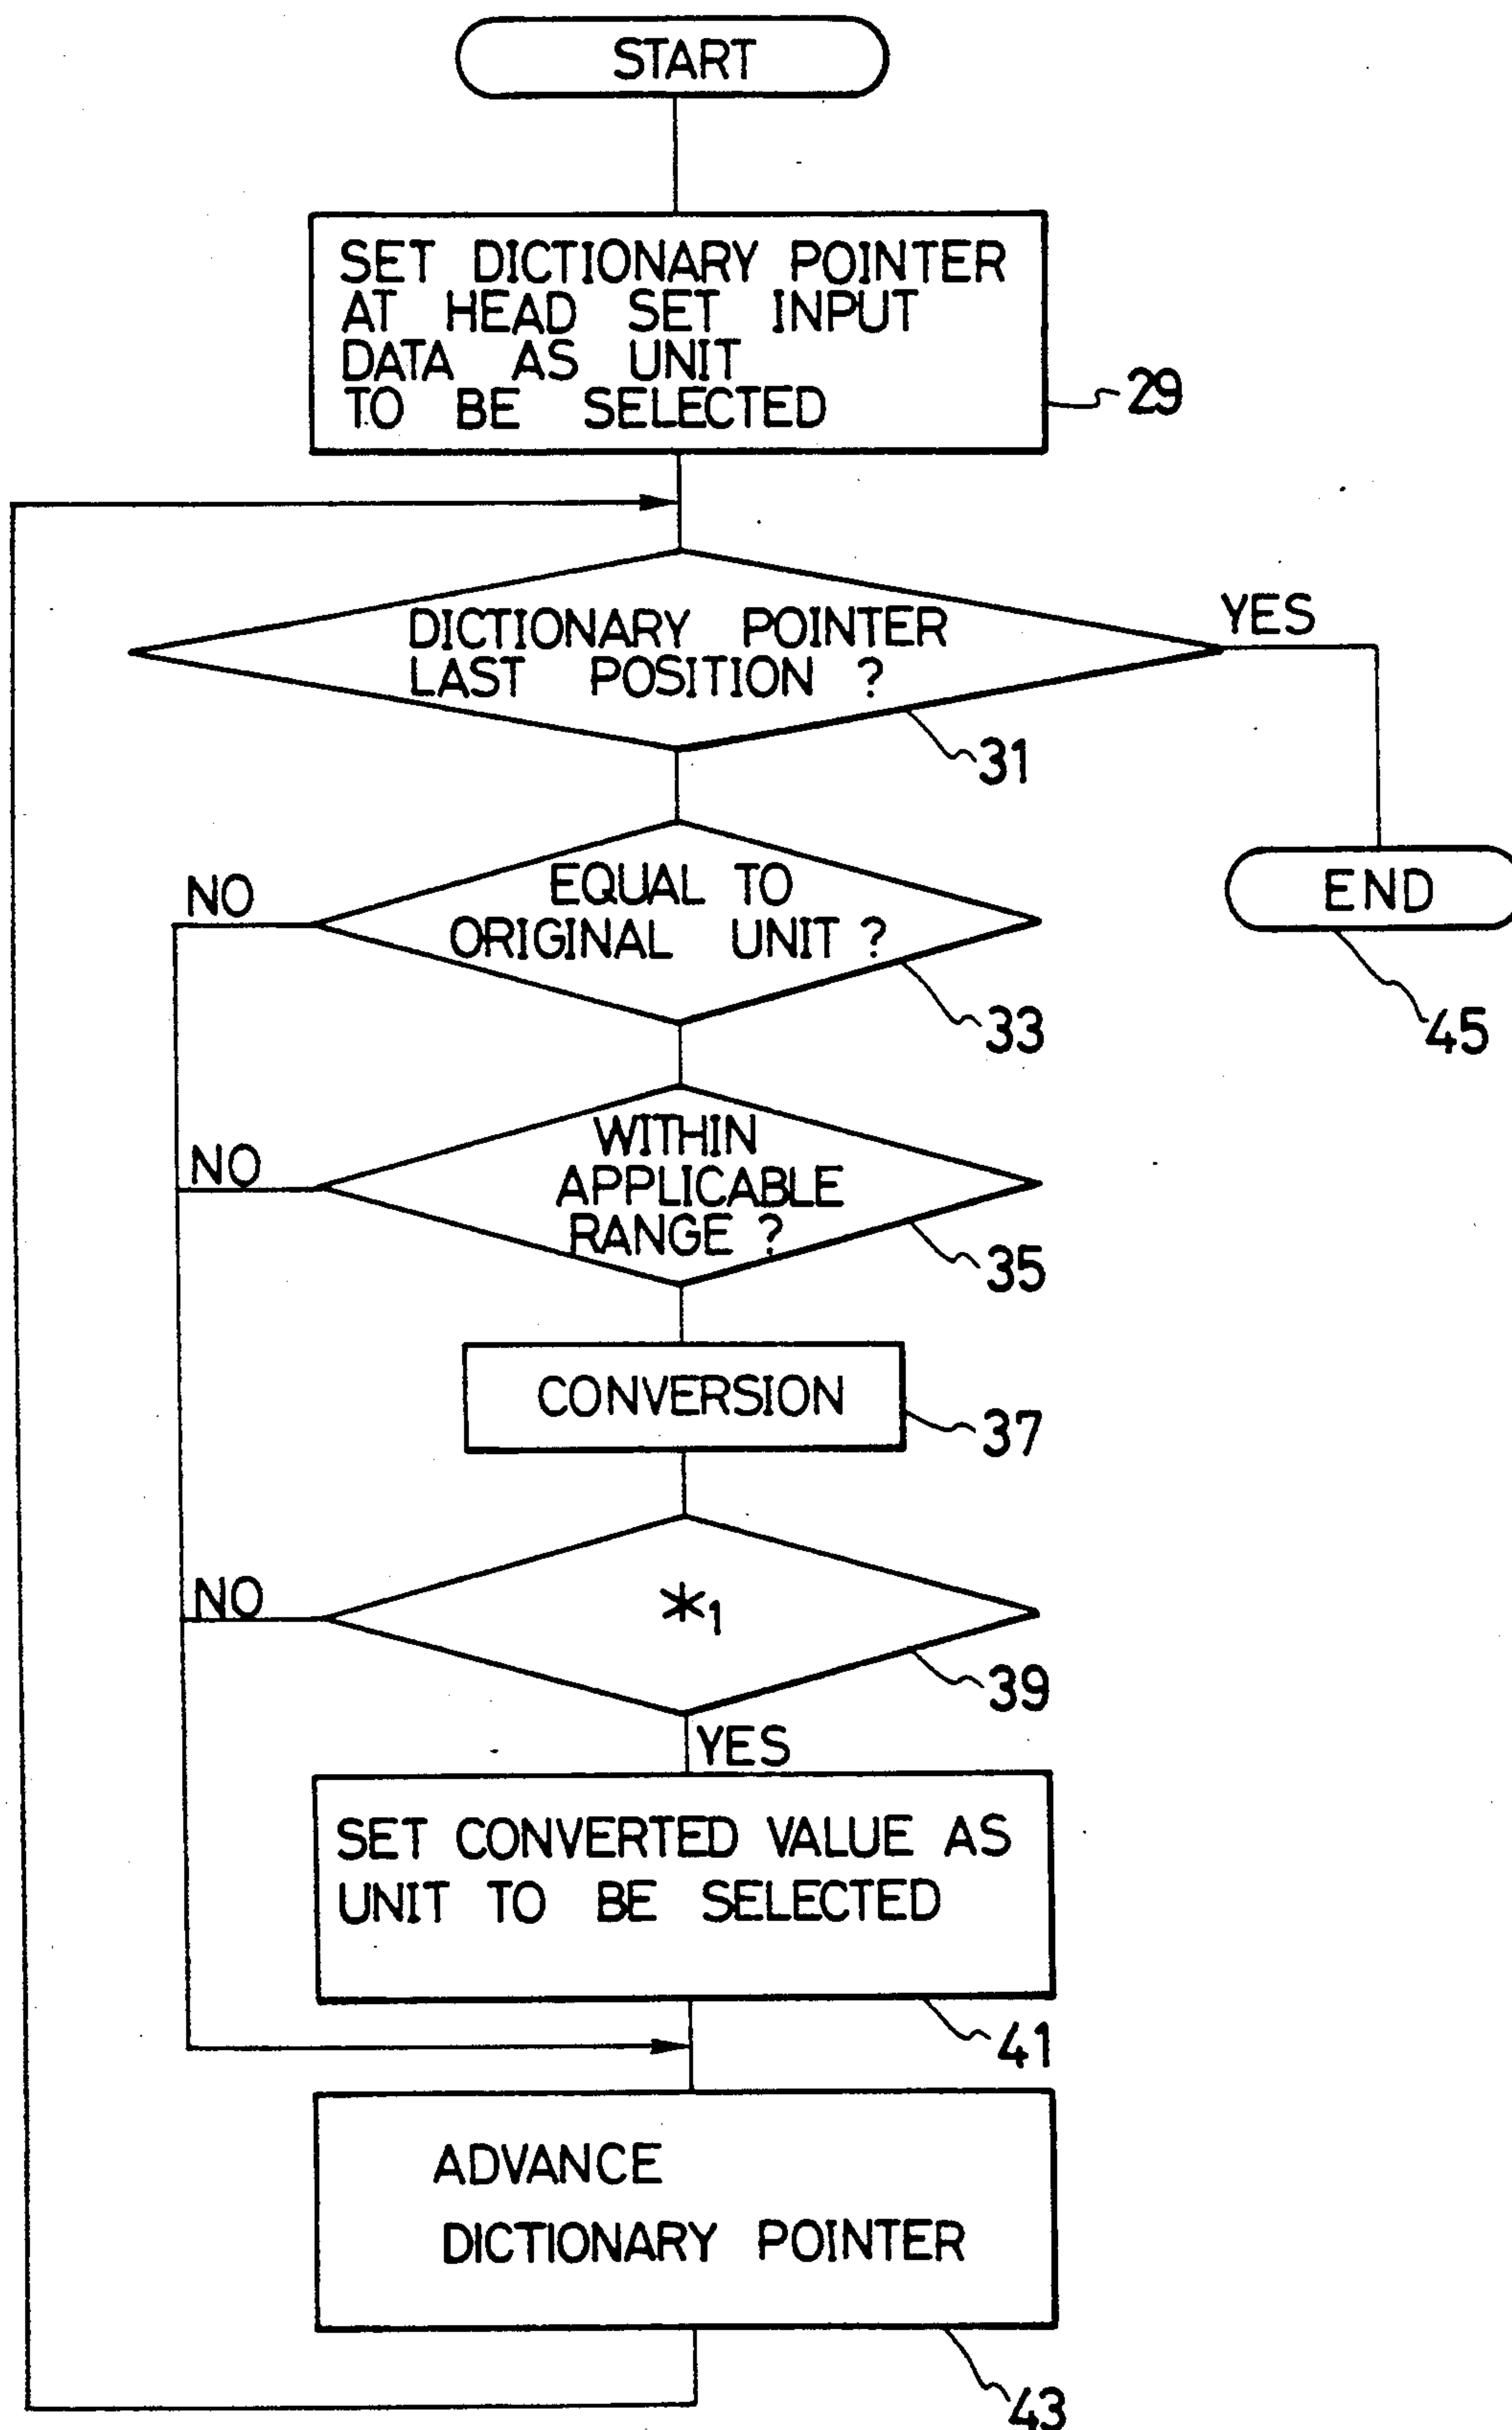 START
SET DICTIONARY POINTER
AT HEAD SET INPUT
DATA AS UNIT
TO BE SELECTED
29
DICTIONARY POINTER
LAST POSITION ?
YES
31
EQUAL TO
ORIGINAL UNIT ?
NO
33
END
45
WITHIN
APPLICABLE
RANGE ?
NO
35
CONVERSION
37
*1
NO
39
YES
SET CONVERTED VALUE AS
UNIT TO BE SELECTED
41
ADVANCE
DICTIONARY POINTER
43